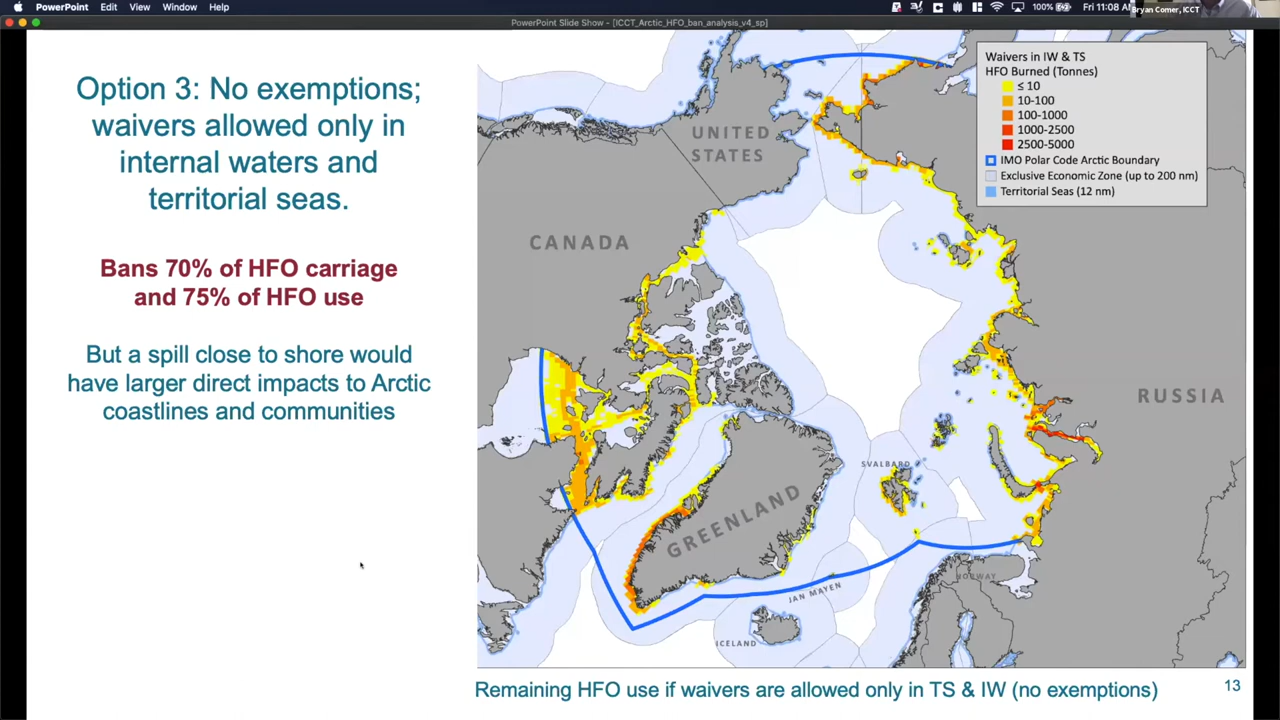 PowerPoint Edit View Window Help
100% Fri 11:08 AM
Bryan Comer, ICCT
PowerPoint Slide Show - [ICCT_Arctic_HFO_ban_analysis_v4_sp]
Option 3: No exemptions;
waivers allowed only in
internal waters and
territorial seas.
Bans 70% of HFO carriage
and 75% of HFO use
But a spill close to shore would
have larger direct impacts to Arctic
coastlines and communities
Waivers in IW & TS
HFO Burned (Tonnes)
≤ 10
10-100
100-1000
1000-2500
2500-5000
IMO Polar Code Arctic Boundary
Exclusive Economic Zone (up to 200 nm)
Territorial Seas (12 nm)
UNITED
STATES
CANADA
RUSSIA
SVALBARD
GREENLAND
NORWAY
JAN MAYEN
ICELAND
Remaining HFO use if waivers are allowed only in TS & IW (no exemptions)
13